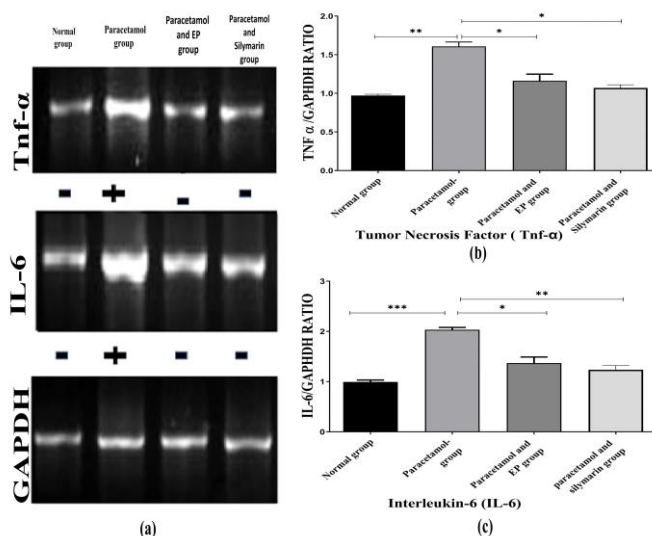 Normal
group
Paracetamol
group
Paracetamol
and EP
group
Paracetamol
and
Silymarin
group
Tnf-α
- + - -
IL-6
- + - -
GAPDH
(a)
TNF α /GAPHDH RATIO
2.0
1.5
1.0
0.5
0.0
**
*
*
Normal group
Paracetamol-
group
Paracetamol and
EP group
Paracetamol and
Silymarin group
Tumor Necrosis Factor ( Tnf-α)
(b)
IL-6/GAPHDH RATIO
3
2
1
0
***
*
**
Normal group
Paracetamol-
group
Paracetamol and
EP group
paracetamol and
silymarin group
Interleukin-6 (IL-6)
(c)